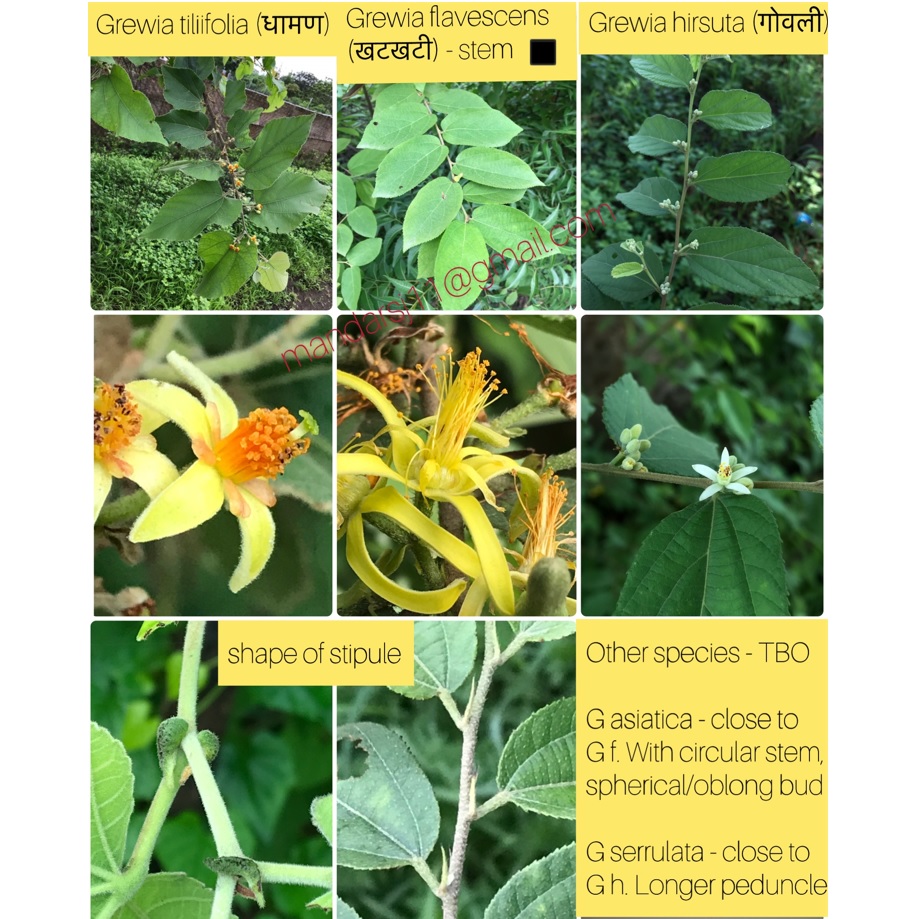 Grewia tiliifolia (धामण)
Grewia flavescens
(खटखटी) - stem ■
Grewia hirsuta (गोवली)
shape of stipule
Other species - TBO
G asiatica - close to
G f. With circular stem,
spherical/oblong bud
G serrulata - close to
G h. Longer peduncle